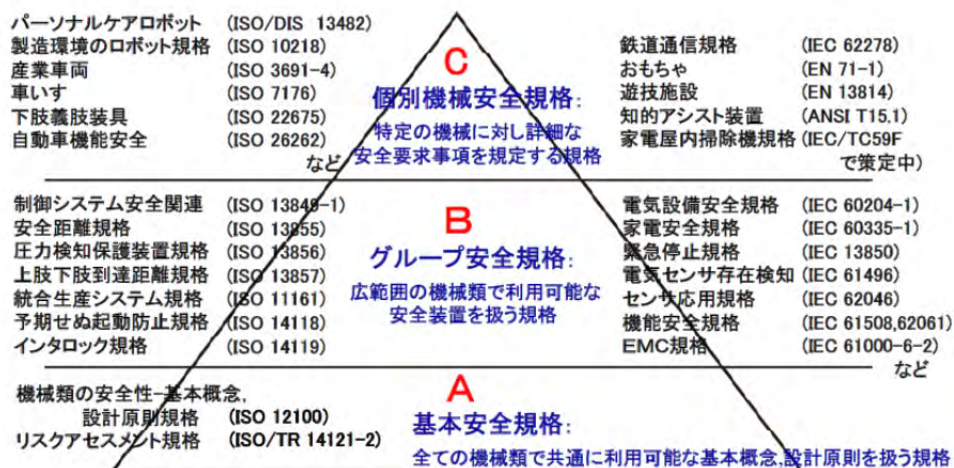 パーソナルケアロボット (ISO/DIS 13482)
製造環境のロボット規格 (ISO 10218)
産業車両 (ISO 3691-4)
車いす (ISO 7176)
下肢義肢装具 (ISO 22675)
自動車機能安全 (ISO 26262)
など
C
個別機械安全規格:
特定の機械に対し詳細な
安全要求事項を規定する規格
鉄道通信規格 (IEC 62278)
おもちゃ (EN 71-1)
遊技施設 (EN 13814)
知的アシスト装置 (ANSI T15.1)
家電屋内掃除機規格 (IEC/TC59F
で策定中)
制御システム安全関連 (ISO 13849-1)
安全距離規格 (ISO 13855)
圧力検知保護装置規格 (ISO 13856)
上肢下肢到達距離規格 (ISO 13857)
統合生産システム規格 (ISO 11161)
予期せぬ起動防止規格 (ISO 14118)
インタロック規格 (ISO 14119)
B
グループ安全規格:
広範囲の機械類で利用可能な
安全装置を扱う規格
電気設備安全規格 (IEC 60204-1)
家電安全規格 (IEC 60335-1)
緊急停止規格 (IEC 13850)
電気センサ存在検知 (IEC 61496)
センサ応用規格 (IEC 62046)
機能安全規格 (IEC 61508,62061)
EMC規格 (IEC 61000-6-2)
など
機械類の安全性-基本概念,
設計原則規格 (ISO 12100)
リスクアセスメント規格 (ISO/TR 14121-2)
A
基本安全規格:
全ての機械類で共通に利用可能な基本概念,設計原則を扱う規格